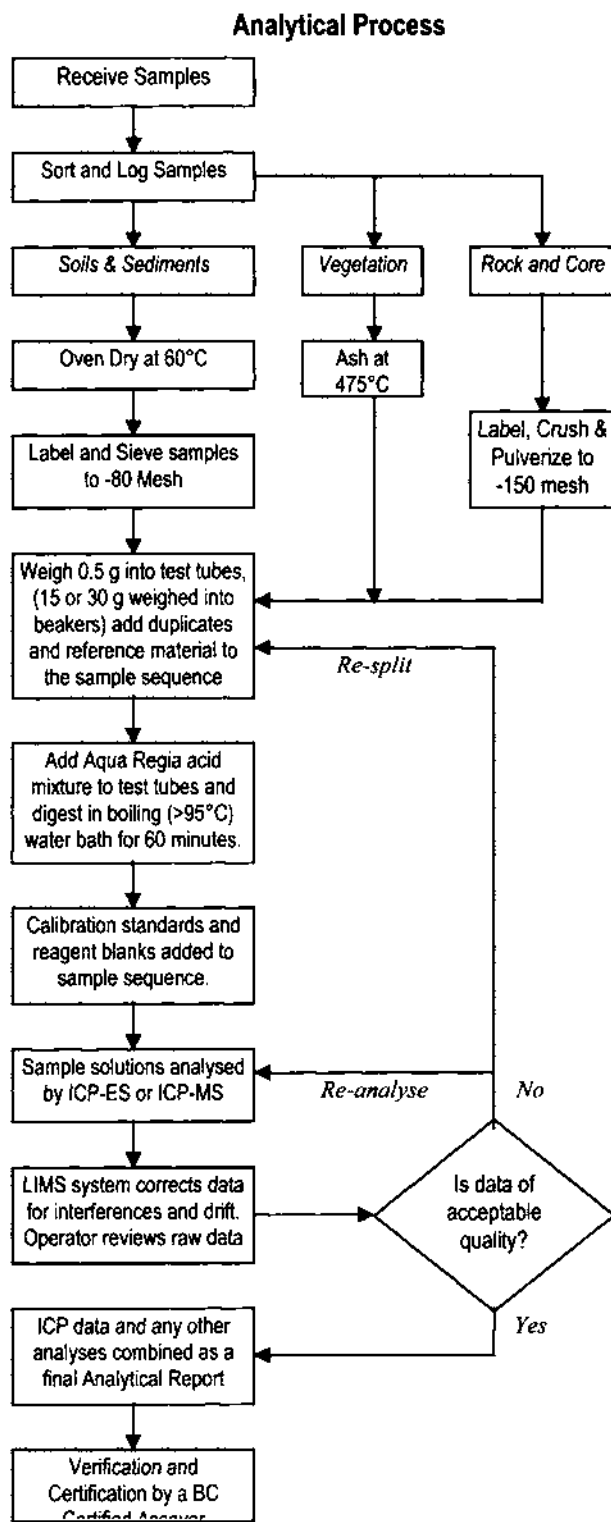 Analytical Process
Receive Samples
Sort and Log Samples
Soils & Sediments
Vegetation
Rock and Core
Oven Dry at 60°C
Ash at
475°C
Label and Sieve samples
to -80 Mesh
Label, Crush &
Pulverize to
-150 mesh
Weigh 0.5 g into test tubes,
(15 or 30 g weighed into
beakers) add duplicates
and reference material to
the sample sequence
Re-split
Add Aqua Regia acid
mixture to test tubes and
digest in boiling (>95°C)
water bath for 60 minutes.
Calibration standards and
reagent blanks added to
sample sequence.
Sample solutions analysed
by ICP-ES or ICP-MS
Re-analyse
No
LIMS system corrects data
for interferences and drift.
Operator reviews raw data
Is data of
acceptable
quality?
Yes
ICP data and any other
analyses combined as a
final Analytical Report
Verification and
Certification by a BC
Certified Assayer